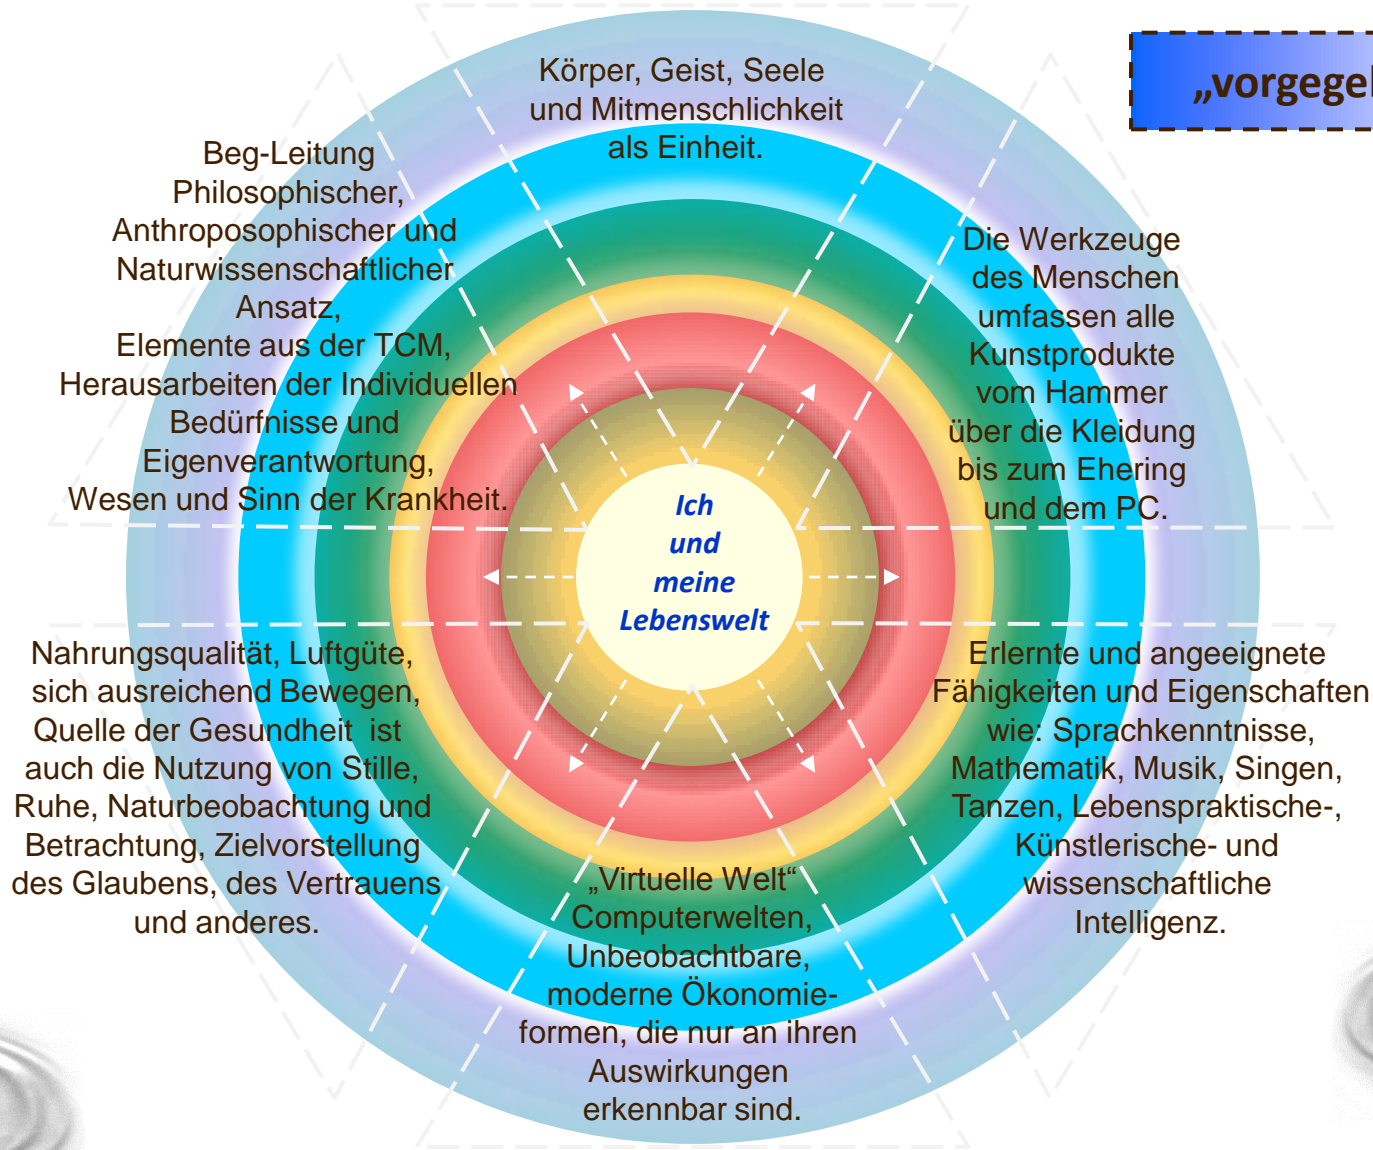 Körper, Geist, Seele
und Mitmenschlichkeit
als Einheit.
Beg-Leitung
Philosophischer,
Anthroposophischer und
Naturwissenschaftlicher
Ansatz,
Elemente aus der TCM,
Herausarbeiten der Individuellen
Bedürfnisse und
Eigenverantwortung,
Wesen und Sinn der Krankheit.
Die Werkzeuge
des Menschen
umfassen alle
Kunstprodukte
vom Hammer
über die Kleidung
bis zum Ehering
und dem PC.
Ich
und
meine
Lebenswelt
Nahrungsqualität, Luftgüte,
sich ausreichend Bewegen,
Quelle der Gesundheit ist
auch die Nutzung von Stille,
Ruhe, Naturbeobachtung und
Betrachtung, Zielvorstellung
des Glaubens, des Vertrauens
und anderes.
Erlernte und angeeignete
Fähigkeiten und Eigenschaften
wie: Sprachkenntnisse,
Mathematik, Musik, Singen,
Tanzen, Lebenspraktische-,
Künstlerische- und
wissenschaftliche
Intelligenz.
„Virtuelle Welt“
Computerwelten,
Unbeobachtbare,
moderne Ökonomie-
formen, die nur an ihren
Auswirkungen
erkennbar sind.